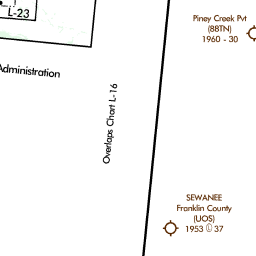 L-23
Administration
Overlaps Chart L-16
Piney Creek Pvt
(88TN)
1960 - 30
SEWANEE
Franklin County
(UOS)
1953 Ⓛ 37